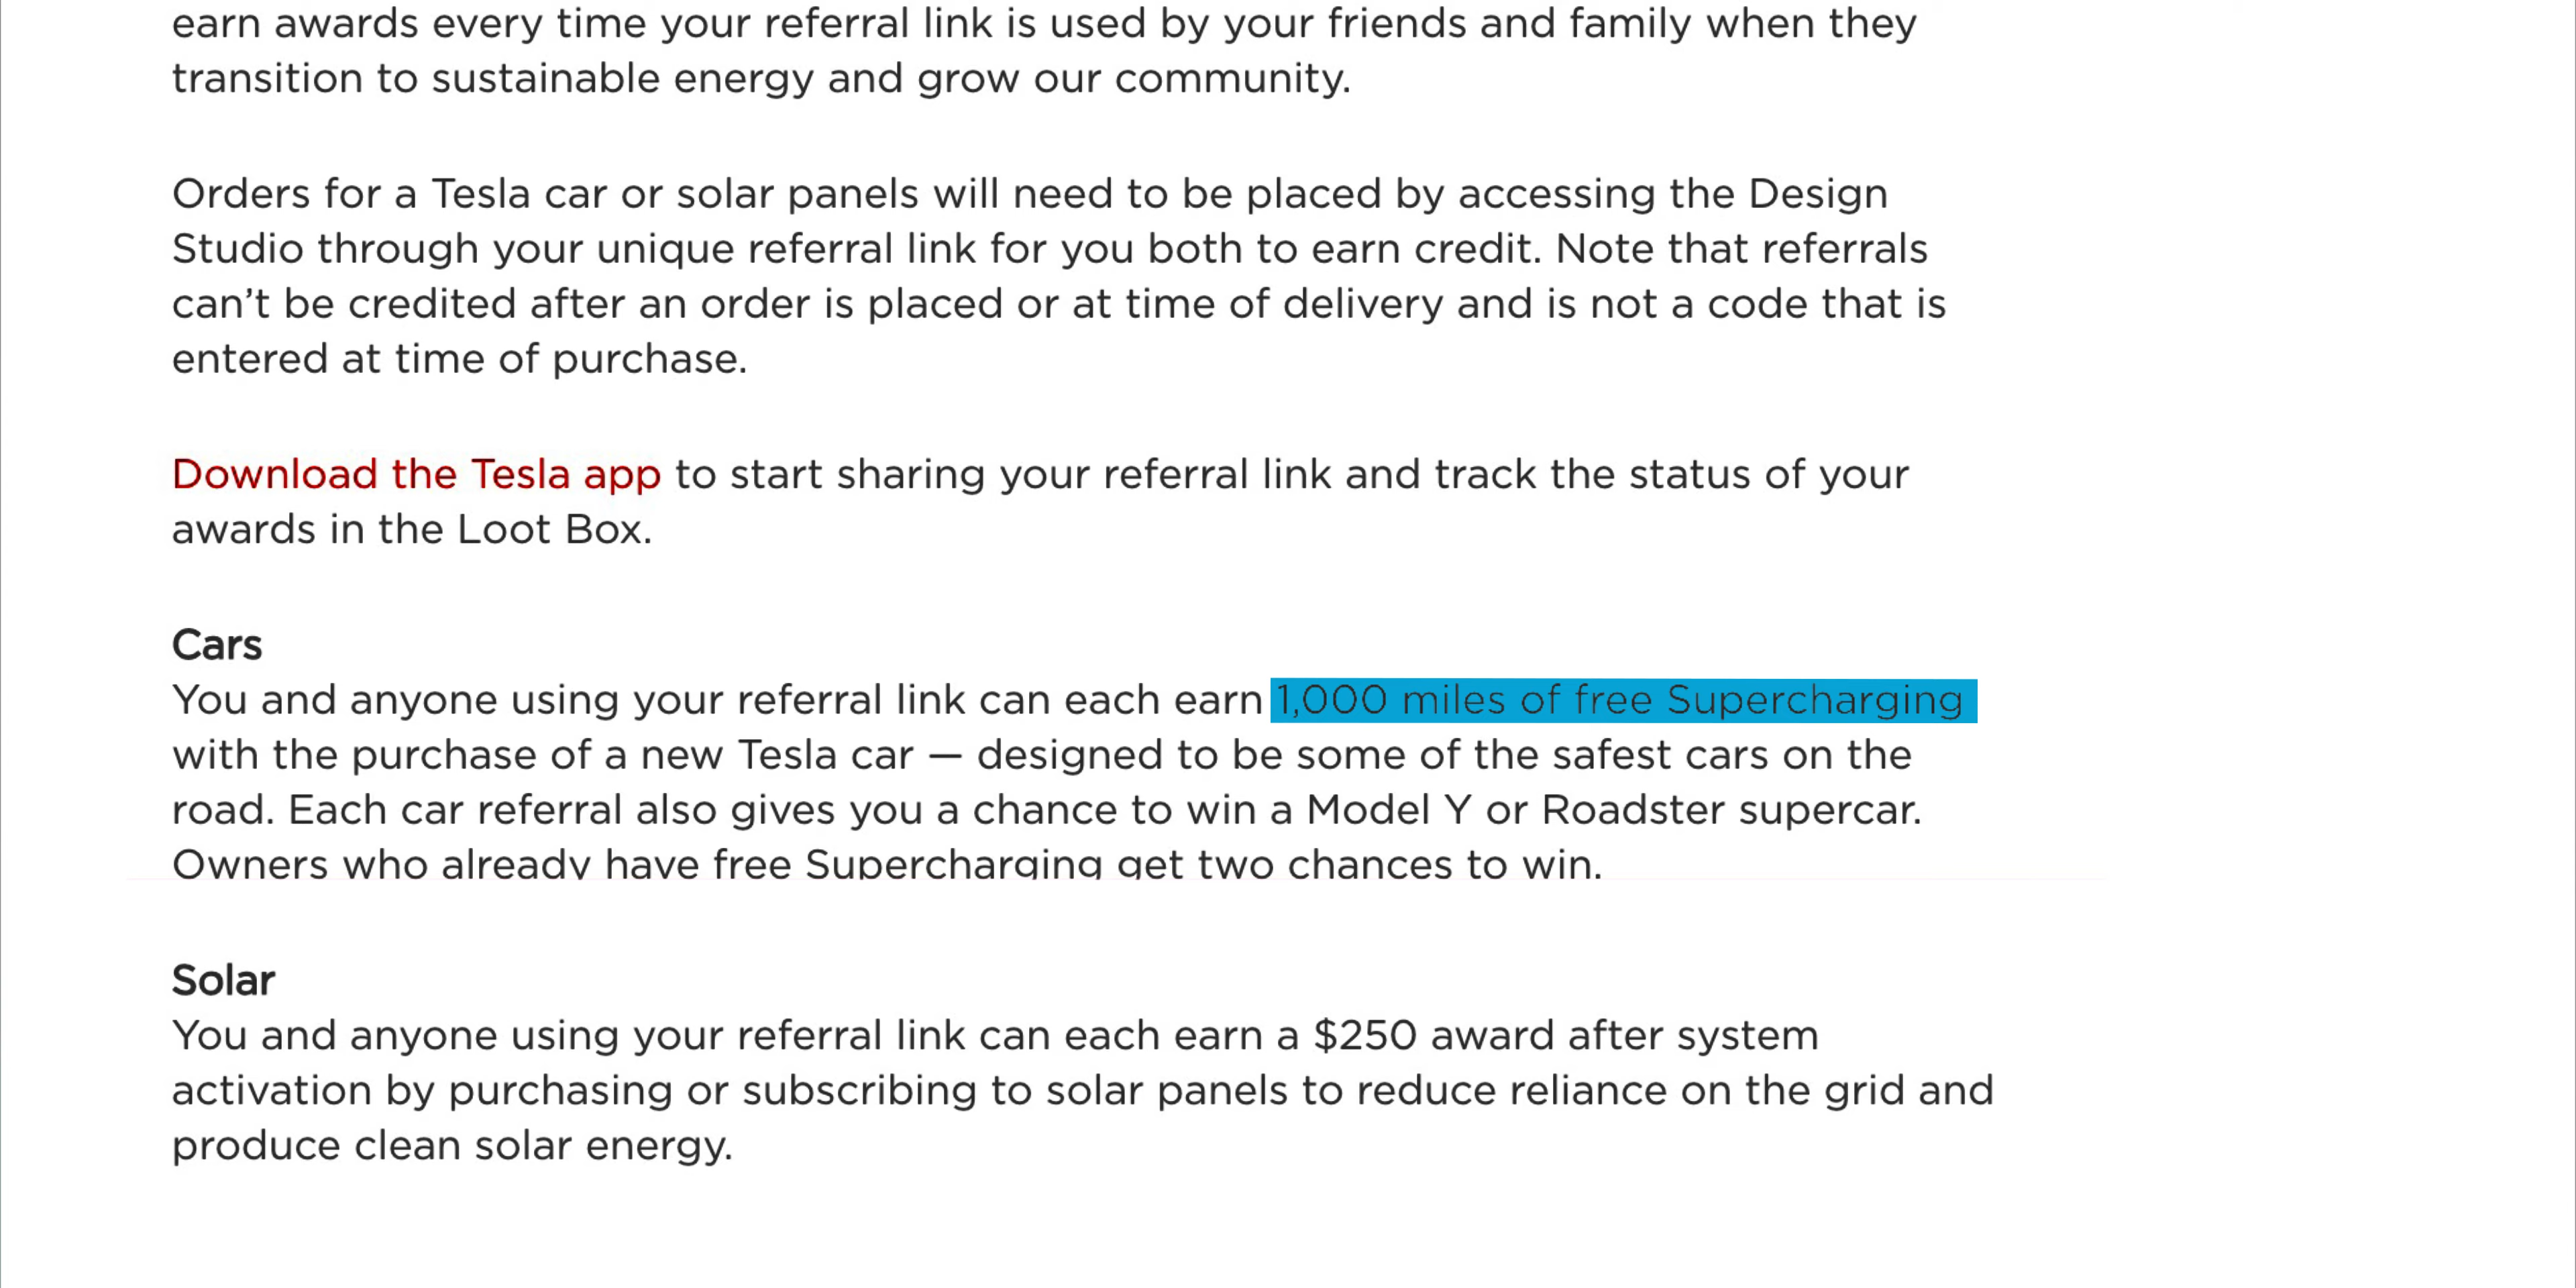 earn awards every time your referral link is used by your friends and family when they
transition to sustainable energy and grow our community.
Orders for a Tesla car or solar panels will need to be placed by accessing the Design
Studio through your unique referral link for you both to earn credit. Note that referrals
can’t be credited after an order is placed or at time of delivery and is not a code that is
entered at time of purchase.
Download the Tesla app to start sharing your referral link and track the status of your
awards in the Loot Box.
Cars
You and anyone using your referral link can each earn 1,000 miles of free Supercharging
with the purchase of a new Tesla car — designed to be some of the safest cars on the
road. Each car referral also gives you a chance to win a Model Y or Roadster supercar.
Owners who already have free Supercharging get two chances to win.
Solar
You and anyone using your referral link can each earn a $250 award after system
activation by purchasing or subscribing to solar panels to reduce reliance on the grid and
produce clean solar energy.